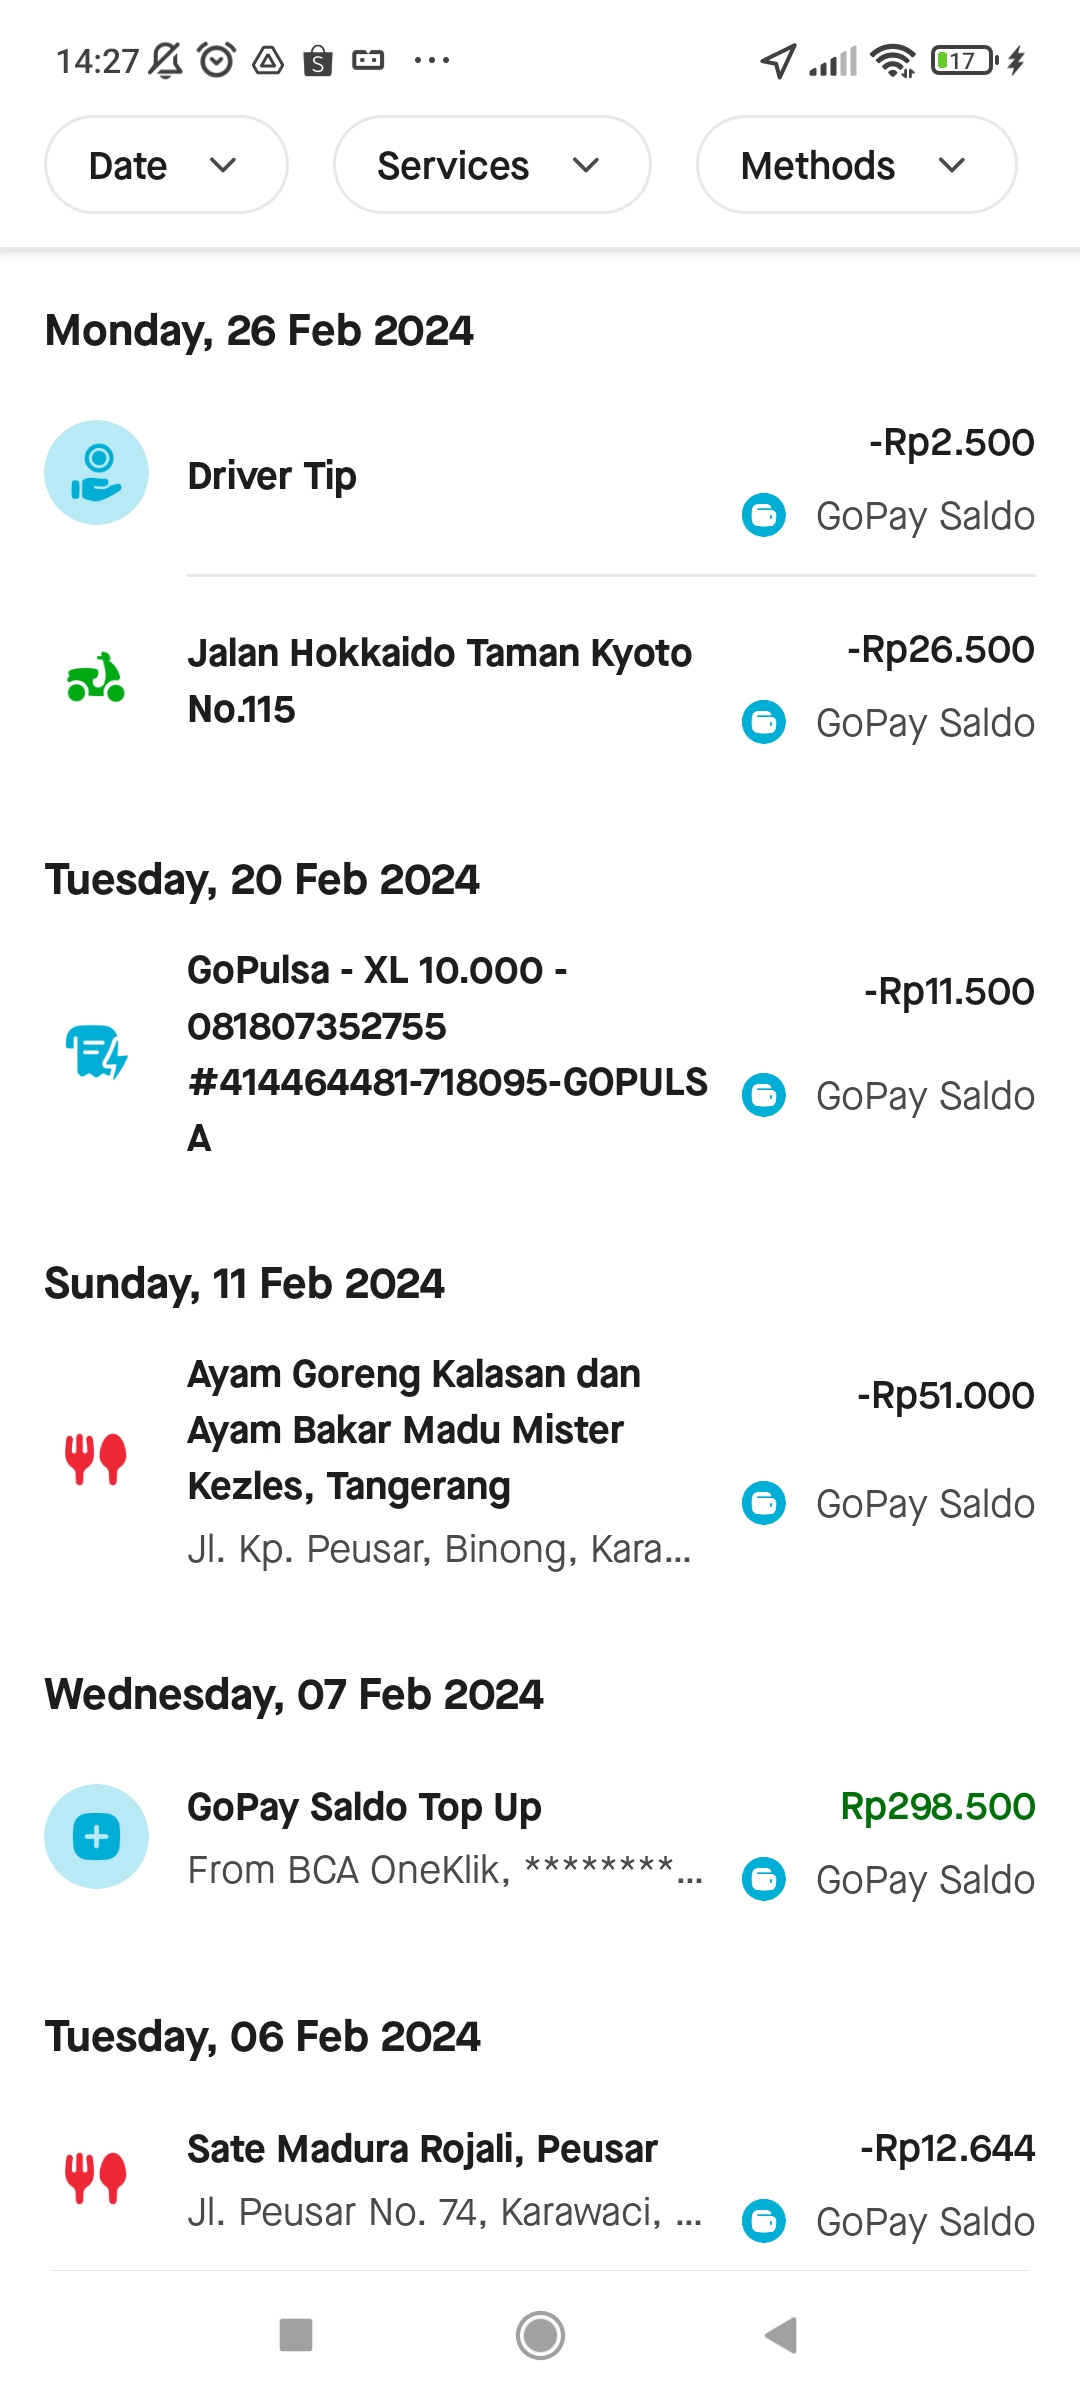 14:27
17
Date
Services
Methods
Monday, 26 Feb 2024
Driver Tip
-Rp2.500
GoPay Saldo
Jalan Hokkaido Taman Kyoto
No.115
-Rp26.500
GoPay Saldo
Tuesday, 20 Feb 2024
GoPulsa - XL 10.000 -
081807352755
#414464481-718095-GOPULS
A
-Rp11.500
GoPay Saldo
Sunday, 11 Feb 2024
Ayam Goreng Kalasan dan
Ayam Bakar Madu Mister
Kezles, Tangerang
Jl. Kp. Peusar, Binong, Kara...
-Rp51.000
GoPay Saldo
Wednesday, 07 Feb 2024
GoPay Saldo Top Up
From BCA OneKlik, ********...
Rp298.500
GoPay Saldo
Tuesday, 06 Feb 2024
Sate Madura Rojali, Peusar
Jl. Peusar No. 74, Karawaci, ...
-Rp12.644
GoPay Saldo